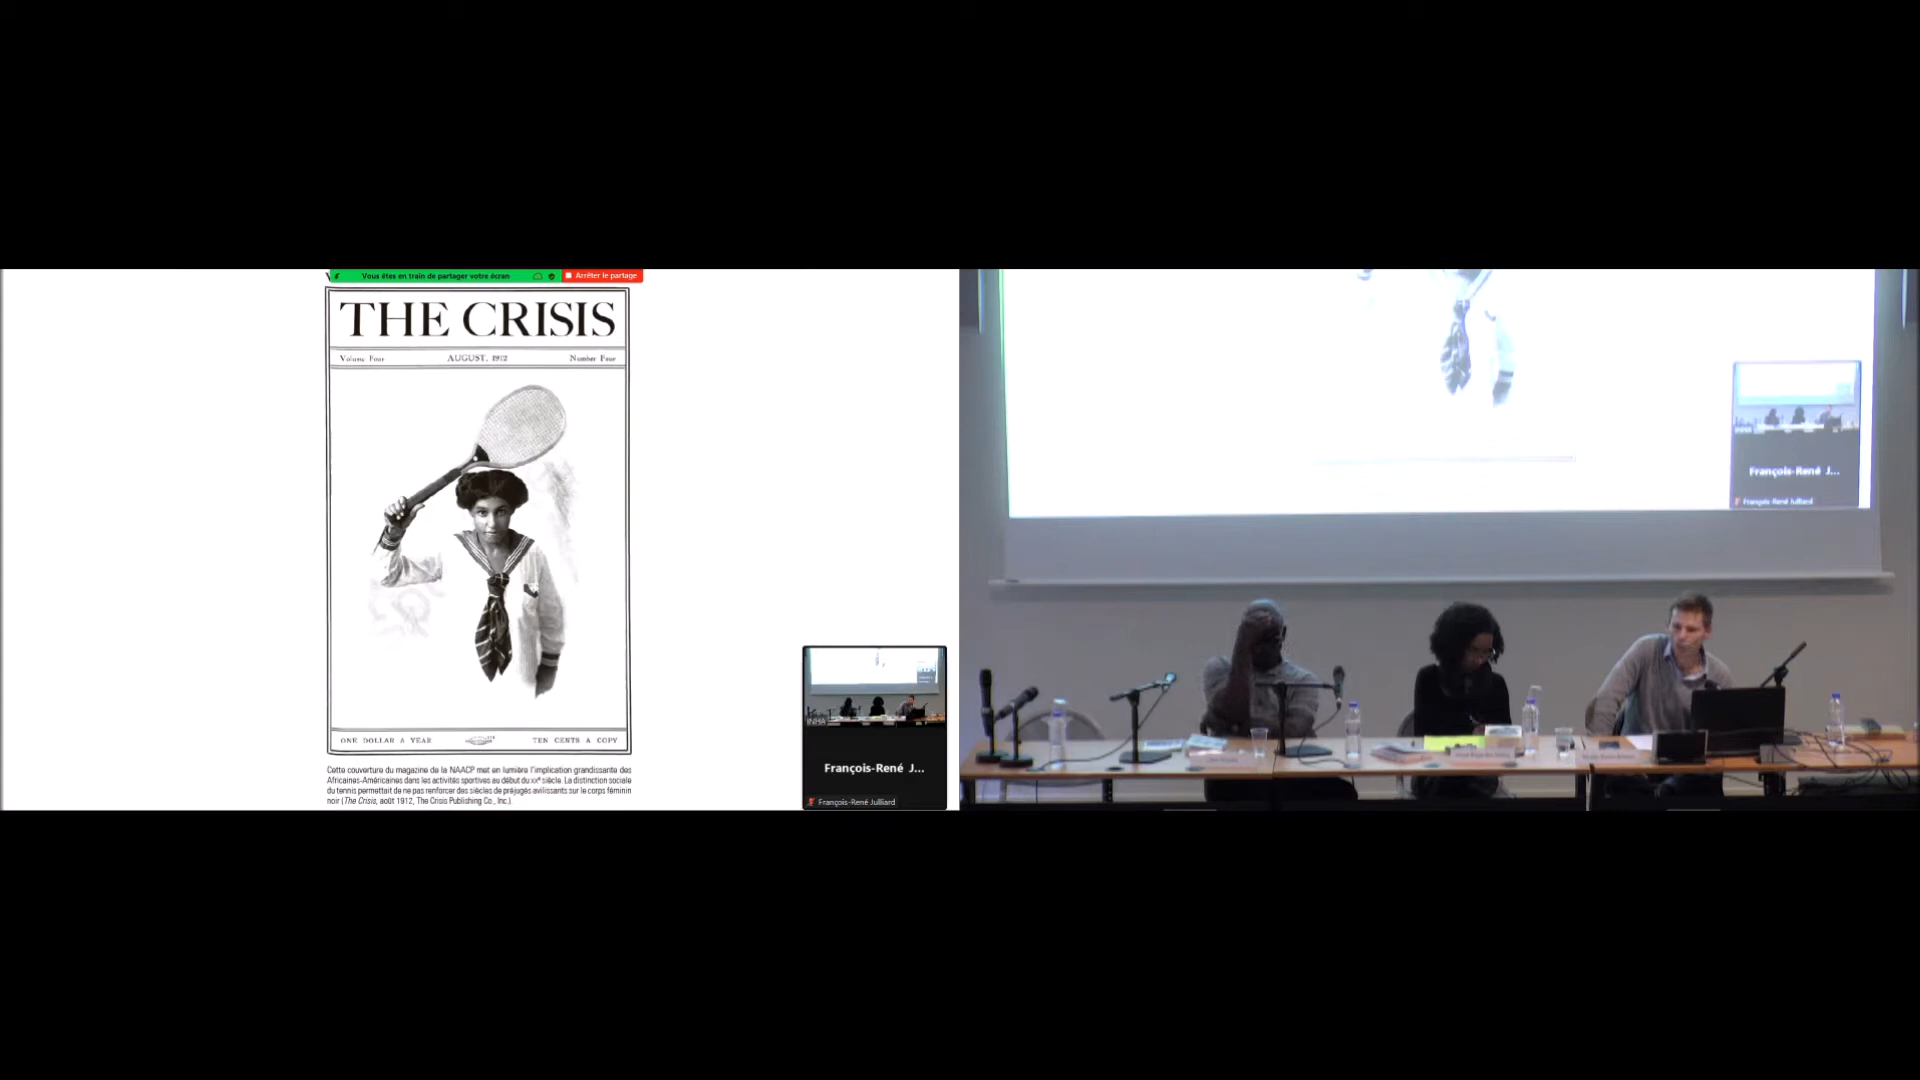 Vous êtes en train de partager votre écran
Arrêter le partage
THE CRISIS
Volume Four
AUGUST, 1912
Number Four
ONE DOLLAR A YEAR
TEN CENTS A COPY
Cette couverture du magazine de la NAACP met en lumière l'implication grandissante des
Africaines-Américaines dans les activités sportives au début du XXe siècle. La distinction sociale
du tennis permettait de ne pas renforcer des siècles de préjugés avilissants sur le corps féminin
noir (The Crisis, août 1912, The Crisis Publishing Co., Inc.).
INHA
François-René J...
François-René Julliard
François-René J...
François-René Julliard